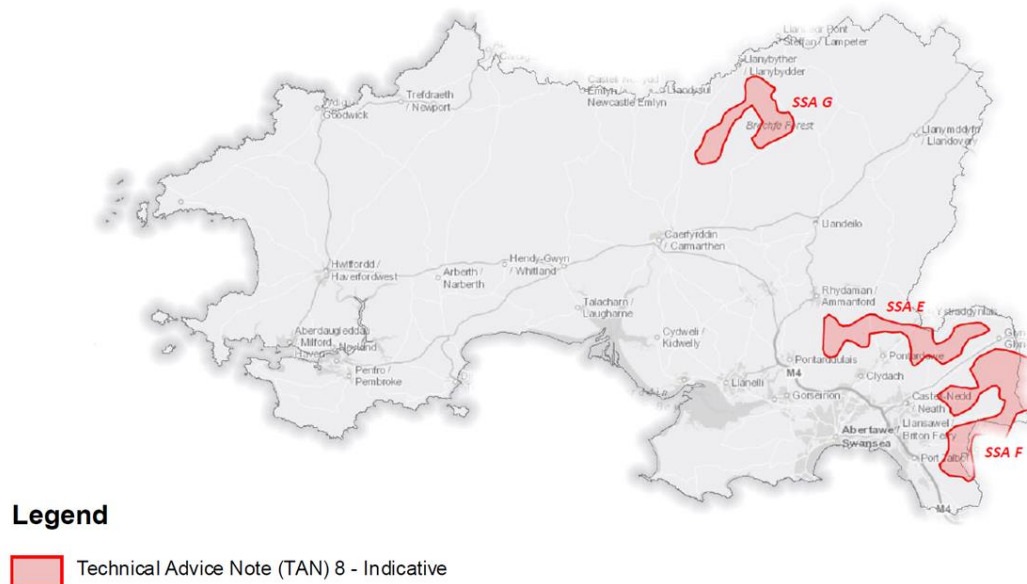 Steffan / Lampeter
Llanybyther
/ Llanybydder
Trefdraeth
/ Newport
Goodwick
Emlyn
Newcastle Emlyn
Llandysul
SSA G
Brechfa Forest
Llanymddyfri
/ Llandovery
Llandeilo
Caerfyrddin
/ Carmarthen
Hwlffordd /
Haverfordwest
Arberth /
Narberth
Hendy-Gwyn
/ Whitland
Talacharn /
Laugharne
Rhydaman /
Ammanford
SSA E
Ystradgynlais
Aberdaugleddau
/ Milford
Haven
Neyland
Penfro /
Pembroke
Cydweli /
Kidwelly
Pontarddulais
M4
Pontardawe
Clydach
Llanelli
Gorseinon
Castell-Nedd
/ Neath
Llansawel /
Briton Ferry
Abertawe /
Swansea
Port Talbot
SSA F
M4
Legend
Technical Advice Note (TAN) 8 - Indicative